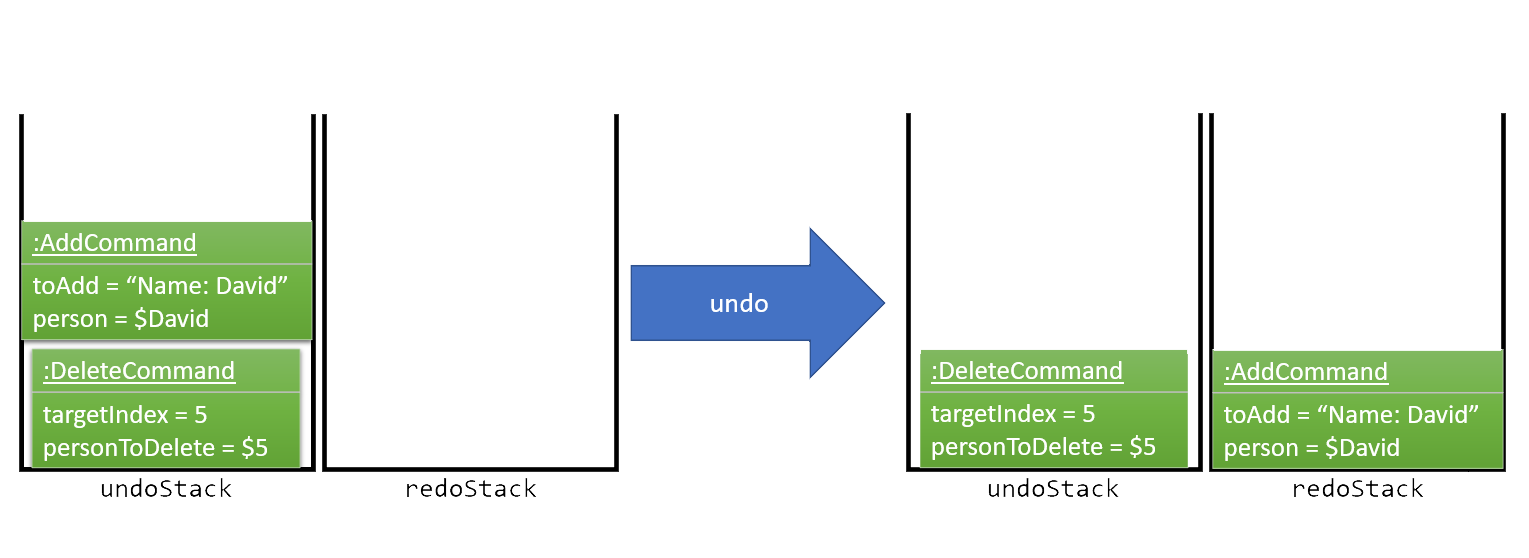 :AddCommand
toAdd = “Name: David”
person = $David
:DeleteCommand
targetIndex = 5
personToDelete = $5
undoStack
redoStack
undo
:DeleteCommand
targetIndex = 5
personToDelete = $5
:AddCommand
toAdd = “Name: David”
person = $David
undoStack
redoStack